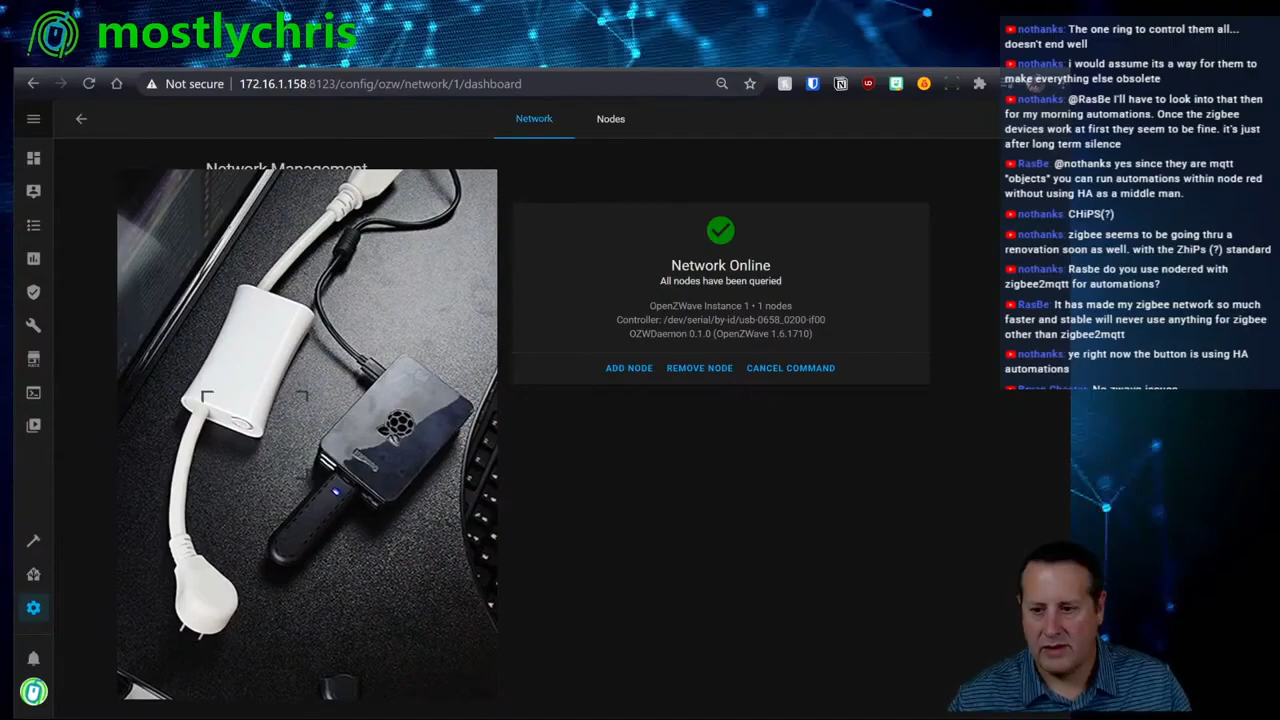 mostlychris
Not secure
172.16.1.158:8123/config/ozw/network/1/dashboard
Network
Nodes
Network Management
Network Online
All nodes have been queried
OpenZWave Instance 1 • 1 nodes
Controller: /dev/serial/by-id/usb-0658_0200-if00
OZWDaemon 0.1.0 (OpenZWave 1.6.1710)
ADD NODE
REMOVE NODE
CANCEL COMMAND
nothanks: The one ring to control them all...
doesn't end well
nothanks: i would assume its a way for them to
make everything else obsolete
nothanks: @RasBe I'll have to look into that then
for my morning automations. Once the zigbee
devices work at first they seem to be fine. it's just
after long term silence
RasBe: @nothanks yes since they are mqtt
"objects" you can run automations within node red
without using HA as a middle man.
nothanks: CHiPS(?)
nothanks: zigbee seems to be going thru a
renovation soon as well. with the ZhiPs (?) standard
nothanks: Rasbe do you use nodered with
zigbee2mqtt for automations?
RasBe: It has made my zigbee network so much
faster and stable will never use anything for zigbee
other than zigbee2mqtt
nothanks: ye right now the button is using HA
automations
Bryan Chester: No zwave issues